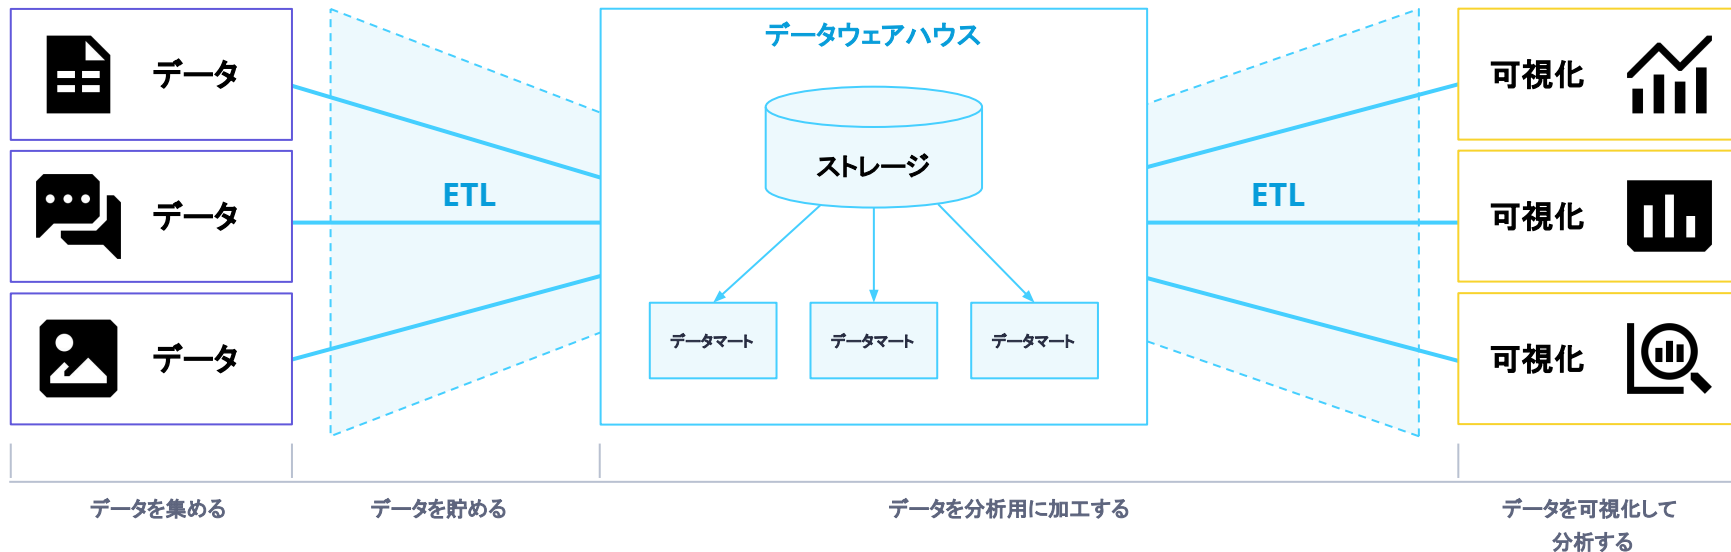 データウェアハウス
データ
データ
データ
ETL
ストレージ
データマート
データマート
データマート
ETL
可視化
可視化
可視化
データを集める
データを貯める
データを分析用に加工する
データを可視化して
分析する